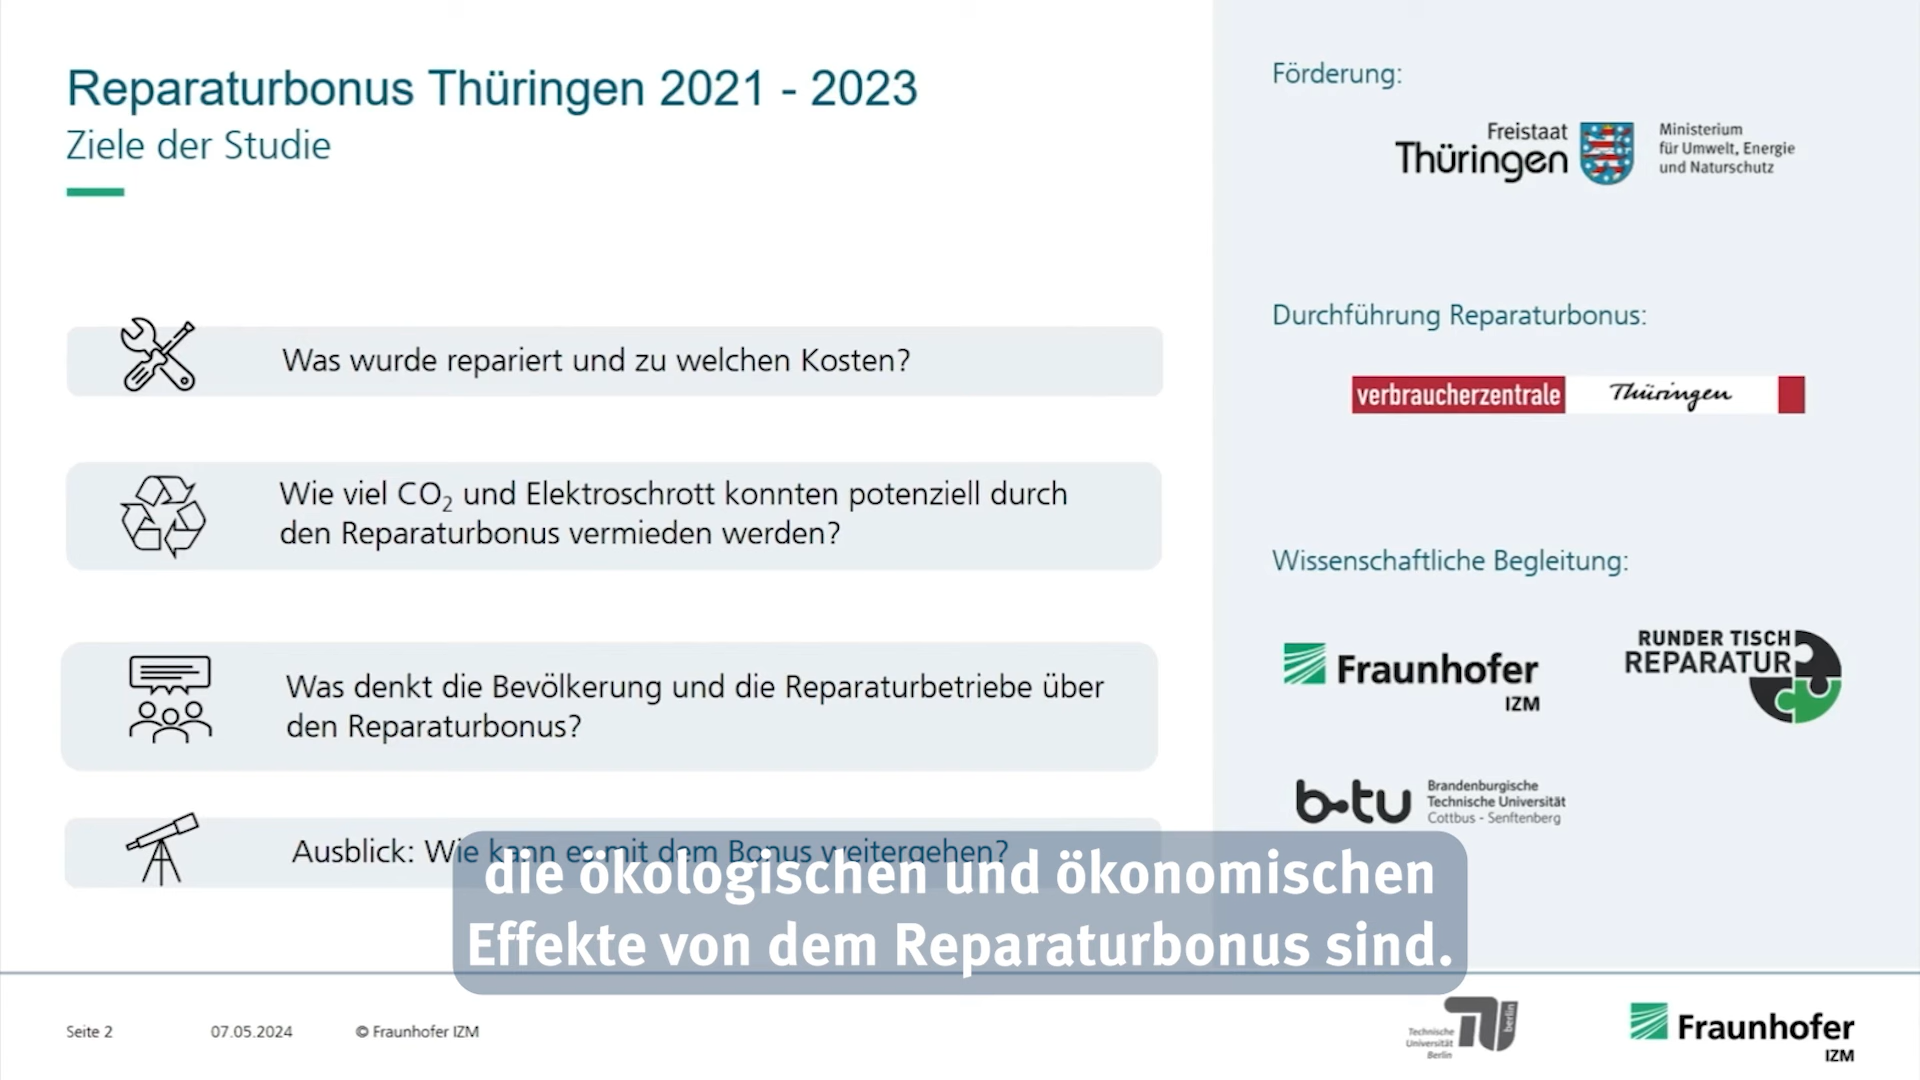 Reparaturbonus Thüringen 2021 - 2023
Ziele der Studie
Was wurde repariert und zu welchen Kosten?
Wie viel CO₂ und Elektroschrott konnten potenziell durch
den Reparaturbonus vermieden werden?
Was denkt die Bevölkerung und die Reparaturbetriebe über
den Reparaturbonus?
Ausblick: Wie kann es mit dem Bonus weitergehen?
Förderung:
Freistaat
Thüringen
Ministerium
für Umwelt, Energie
und Naturschutz
Durchführung Reparaturbonus:
verbraucherzentrale Thüringen
Wissenschaftliche Begleitung:
Fraunhofer
IZM
RUNDER TISCH
REPARATUR
b-tu
Brandenburgische
Technische Universität
Cottbus - Senftenberg
die ökologischen und ökonomischen
Effekte von dem Reparaturbonus sind.
Seite 2
07.05.2024
© Fraunhofer IZM
Technische
Universität
Berlin
TU
berlin
Fraunhofer
IZM